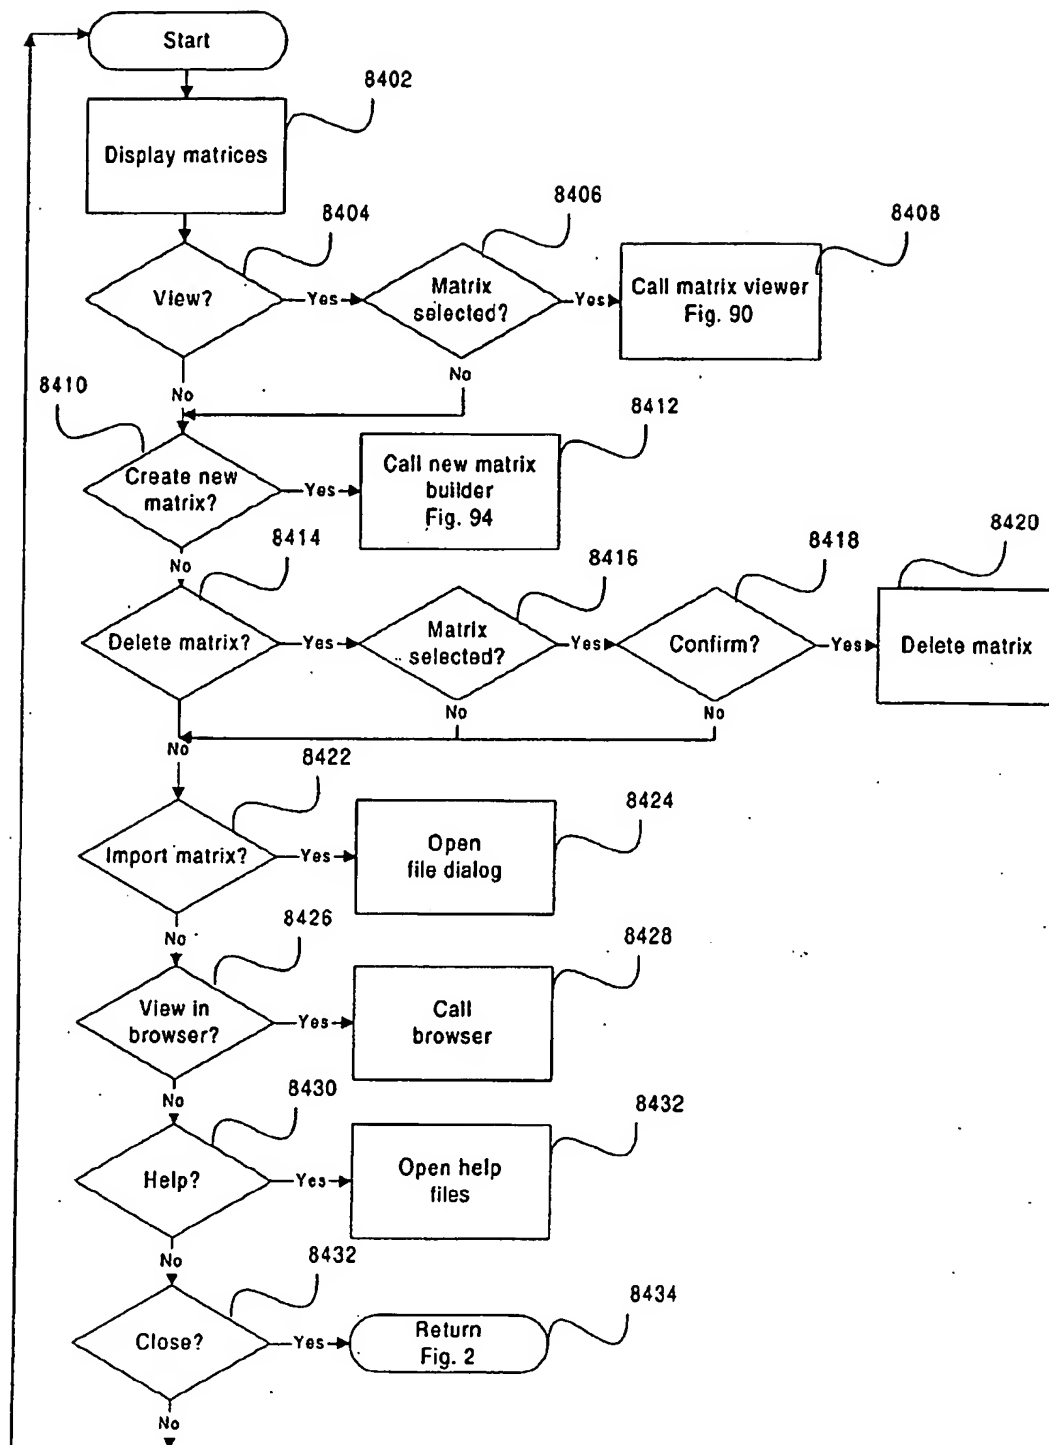 Start
8402
Display matrices
8404
8406
8408
View?
Yes
Matrix
selected?
Yes
Call matrix viewer
Fig. 90
No
No
8410
8412
Create new
matrix?
Yes
Call new matrix
builder
Fig. 94
No
8414
8416
8418
8420
Delete matrix?
Yes
Matrix
selected?
Yes
Confirm?
Yes
Delete matrix
No
No
No
8422
8424
Import matrix?
Yes
Open
file dialog
No
8426
8428
View in
browser?
Yes
Call
browser
No
8430
8432
Help?
Yes
Open help
files
No
8432
8434
Close?
Yes
Return
Fig. 2
No